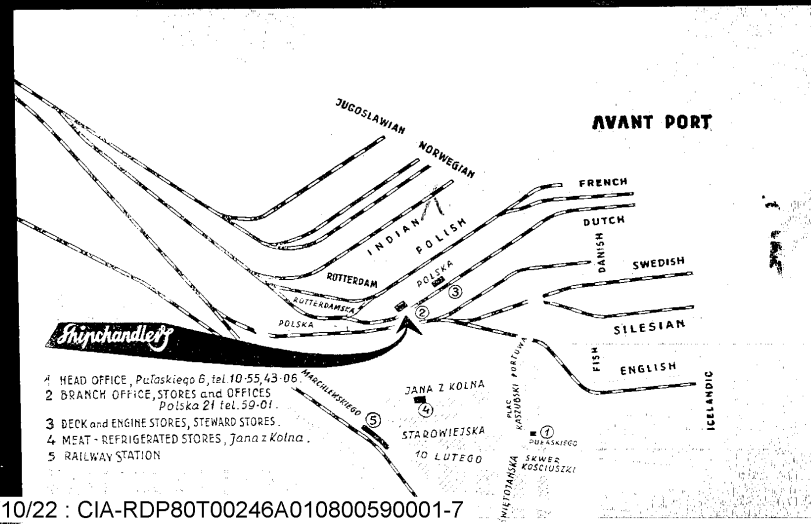 JUGOSLAWIAN
NORWEGIAN
AVANT PORT
INDIAN
POLISH
FRENCH
DUTCH
DANISH
SWEDISH
ROTTERDAM
POLSKA
3
ROTTERDAMSKA
2
POLSKA
Shipchandlers
SILESIAN
FISH
ENGLISH
ICELANDIC
1 HEAD OFFICE, Pułaskiego 6, tel. 10-55, 43-06.
2 BRANCH OFFICE, STORES and OFFICES
Polska 21 tel. 59-01.
3 DECK and ENGINE STORES, STEWARD STORES.
4 MEAT-REFRIGERATED STORES, Jana z Kolna.
5 RAILWAY STATION
MARCHLEWSKIEGO
5
JANA Z KOLNA
4
STAROWIEJSKA
10 LUTEGO
PLAC
KASZUBSKI PORTOWA
1
PUŁASKIEGO
SKWER
KOŚCIUSZKI
ŚWIĘTOJAŃSKA
10/22 : CIA-RDP80T00246A010800590001-7